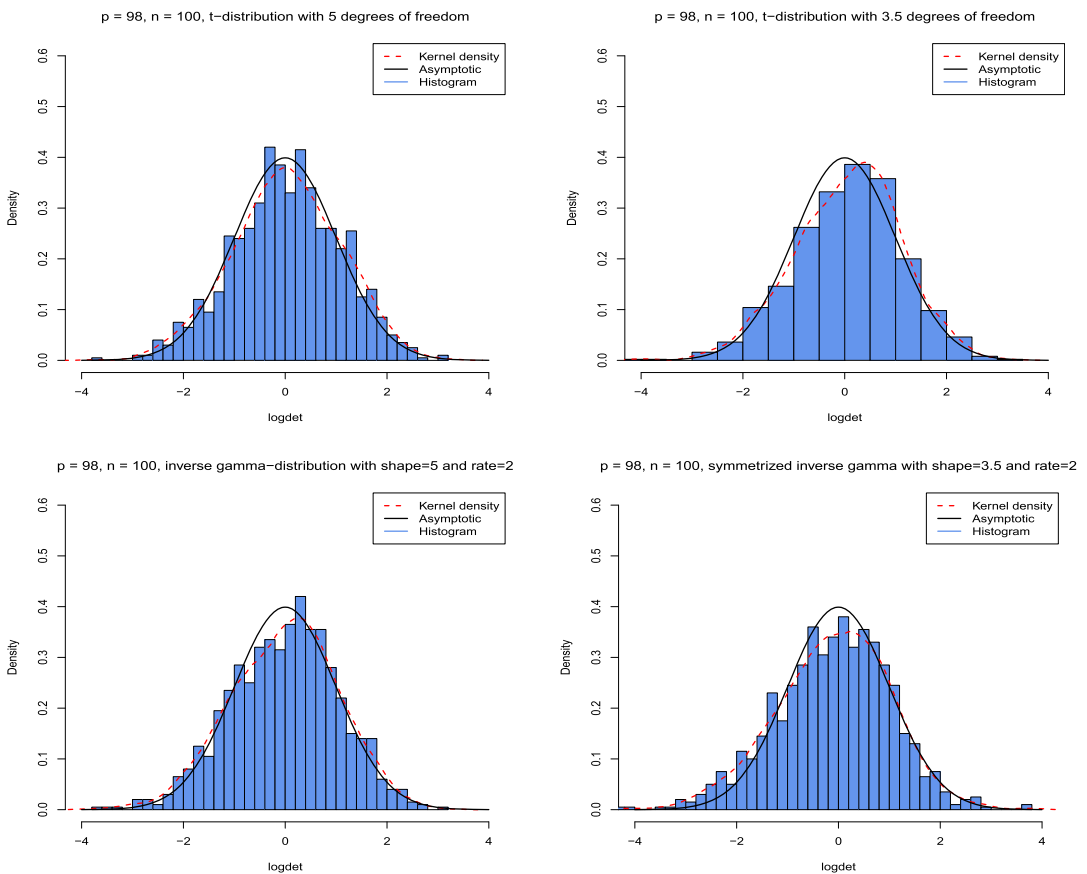 p = 98, n = 100, t−distribution with 5 degrees of freedom
Kernel density
Asymptotic
Histogram
Density
0.0
0.1
0.2
0.3
0.4
0.5
0.6
−4
−2
0
2
4
logdet
p = 98, n = 100, t−distribution with 3.5 degrees of freedom
Kernel density
Asymptotic
Histogram
Density
0.0
0.1
0.2
0.3
0.4
0.5
0.6
−4
−2
0
2
4
logdet
p = 98, n = 100, inverse gamma−distribution with shape=5 and rate=2
Kernel density
Asymptotic
Histogram
Density
0.0
0.1
0.2
0.3
0.4
0.5
0.6
−4
−2
0
2
4
logdet
p = 98, n = 100, symmetrized inverse gamma with shape=3.5 and rate=2
Kernel density
Asymptotic
Histogram
Density
0.0
0.1
0.2
0.3
0.4
0.5
0.6
−4
−2
0
2
4
logdet